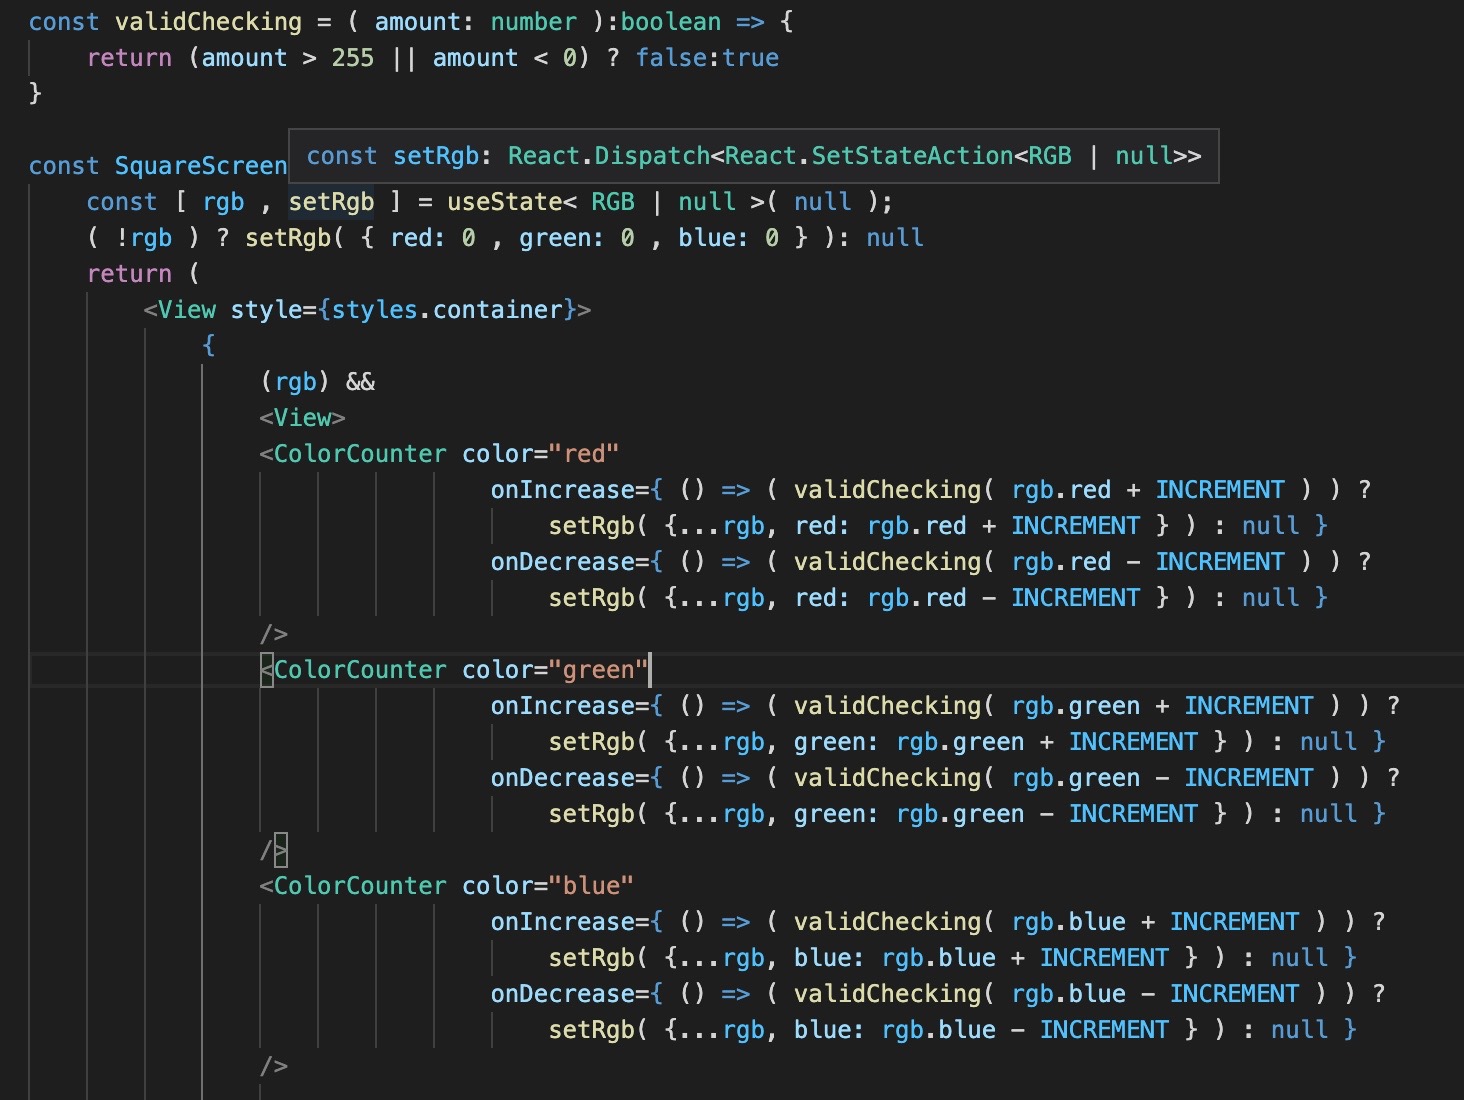 const validChecking = ( amount: number ):boolean => {
return (amount > 255 || amount < 0) ? false:true
}
const setRgb: React.Dispatch<React.SetStateAction<RGB | null>>
const SquareScreen
const [ rgb , setRgb ] = useState< RGB | null >( null );
( !rgb ) ? setRgb( { red: 0 , green: 0 , blue: 0 } ): null
return (
<View style={styles.container}>
{
(rgb) &&
<View>
<ColorCounter color="red"
onIncrease={ () => ( validChecking( rgb.red + INCREMENT ) ) ?
setRgb( {...rgb, red: rgb.red + INCREMENT } ) : null }
onDecrease={ () => ( validChecking( rgb.red - INCREMENT ) ) ?
setRgb( {...rgb, red: rgb.red - INCREMENT } ) : null }
/>
<ColorCounter color="green"
onIncrease={ () => ( validChecking( rgb.green + INCREMENT ) ) ?
setRgb( {...rgb, green: rgb.green + INCREMENT } ) : null }
onDecrease={ () => ( validChecking( rgb.green - INCREMENT ) ) ?
setRgb( {...rgb, green: rgb.green - INCREMENT } ) : null }
/>
<ColorCounter color="blue"
onIncrease={ () => ( validChecking( rgb.blue + INCREMENT ) ) ?
setRgb( {...rgb, blue: rgb.blue + INCREMENT } ) : null }
onDecrease={ () => ( validChecking( rgb.blue - INCREMENT ) ) ?
setRgb( {...rgb, blue: rgb.blue - INCREMENT } ) : null }
/>